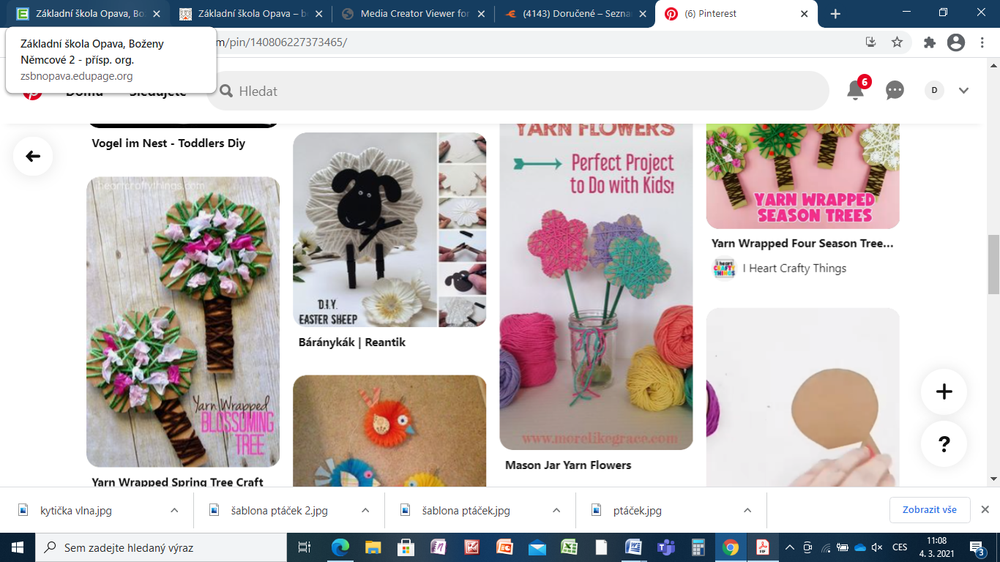 Základní škola Opava, Bož
Základní škola Opava – b
Media Creator Viewer for
(4143) Doručené – Sezna
(6) Pinterest
Základní škola Opava, Boženy
Němcové 2 - přísp. org.
zsbnopava.edupage.org
m/pin/140806227373465/
Domů
Sledujete
Hledat
6
D
Vogel im Nest - Toddlers Diy
iheartcraftythings.com
Yarn Wrapped
BLOSSOMING
TREE
Yarn Wrapped Spring Tree Craft
D.I.Y.
EASTER SHEEP
Báránykák | Reantik
YARN FLOWERS
Perfect Project
to Do with Kids!
www.morelikegrace.com
Mason Jar Yarn Flowers
YARN WRAPPED
SEASON TREES
Yarn Wrapped Four Season Tree...
I Heart
CRAFTY
THINGS
I Heart Crafty Things
?
kytička vlna.jpg
šablona ptáček 2.jpg
šablona ptáček.jpg
ptáček.jpg
Zobrazit vše
Sem zadejte hledaný výraz
CES
11:08
4. 3. 2021
3